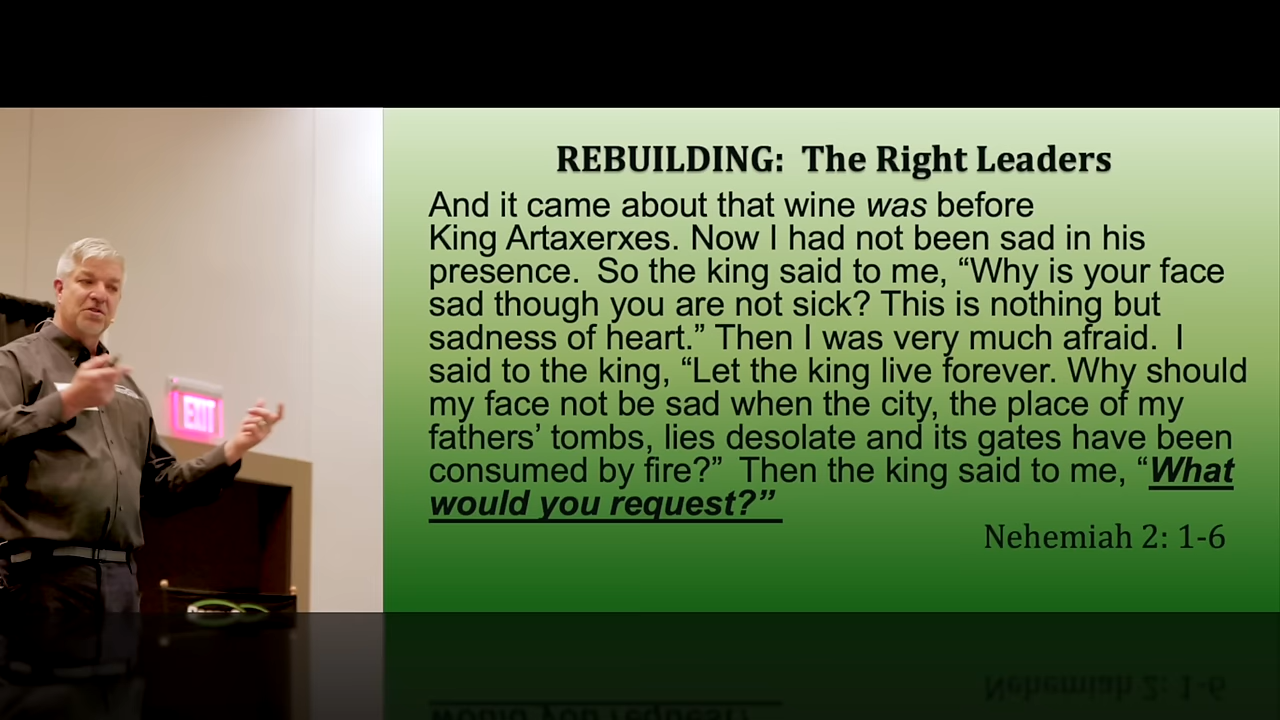 REBUILDING: The Right Leaders
And it came about that wine was before
King Artaxerxes. Now I had not been sad in his
presence. So the king said to me, “Why is your face
sad though you are not sick? This is nothing but
sadness of heart.” Then I was very much afraid. I
said to the king, “Let the king live forever. Why should
my face not be sad when the city, the place of my
fathers’ tombs, lies desolate and its gates have been
consumed by fire?” Then the king said to me, “What
would you request?”
Nehemiah 2: 1-6
EXIT